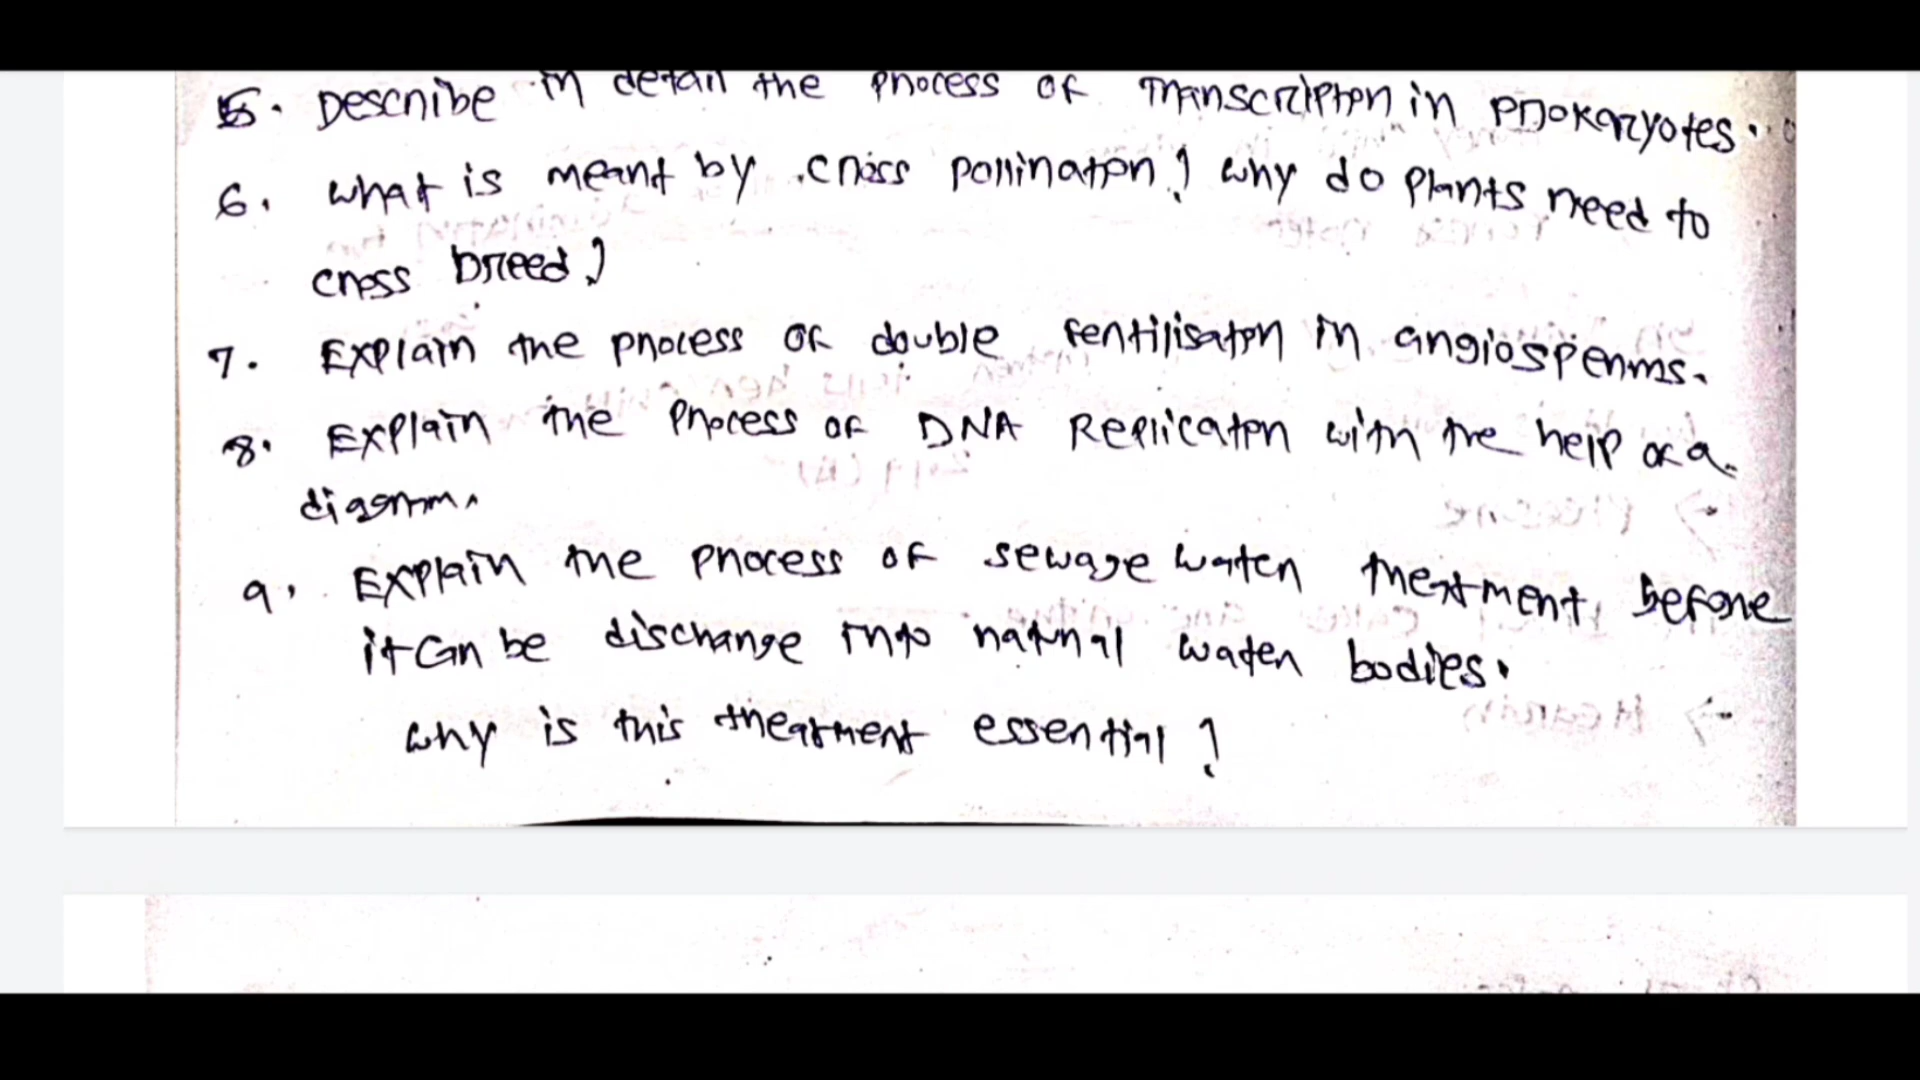 5. Describe in detail the process of Transcription in Prokaryotes.
6. what is meant by cross pollination? why do plants need to
cross breed?
7. Explain the process of double fertilisation in angiosperms.
8. Explain the process of DNA Replication with the help of a
diagram.
9. Explain the process of sewage water treatment, before
it can be discharge into natural water bodies.
why is this treatment essential?